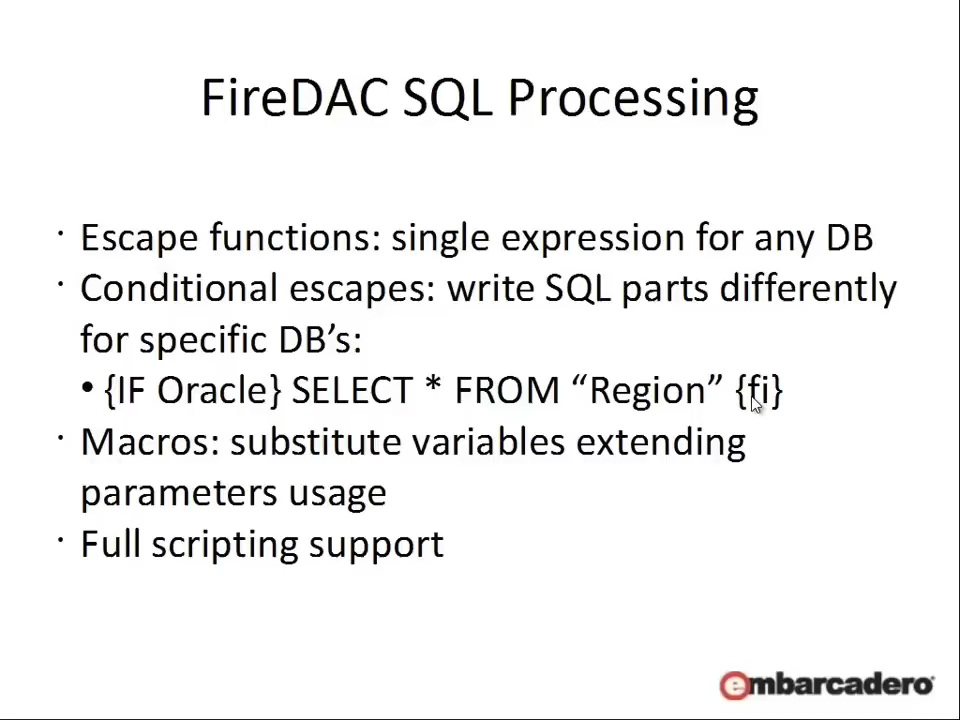 FireDAC SQL Processing
· Escape functions: single expression for any DB
· Conditional escapes: write SQL parts differently
for specific DB’s:
• {IF Oracle} SELECT * FROM “Region” {fi}
· Macros: substitute variables extending
parameters usage
· Full scripting support
embarcadero®